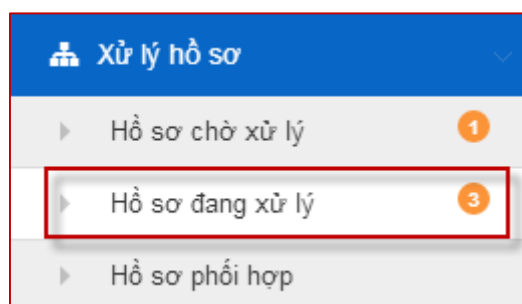 Xử lý hồ sơ
Hồ sơ chờ xử lý 1
Hồ sơ đang xử lý 3
Hồ sơ phối hợp